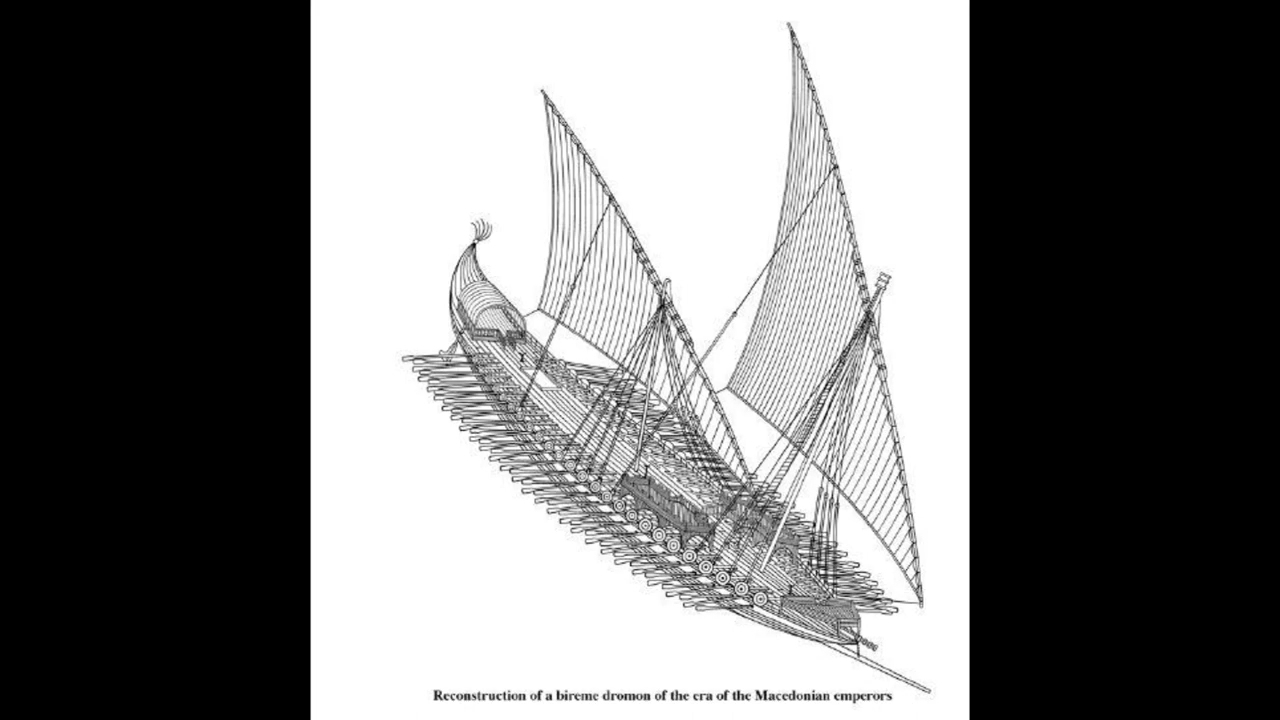 Reconstruction of a bireme dromon of the era of the Macedonian emperors